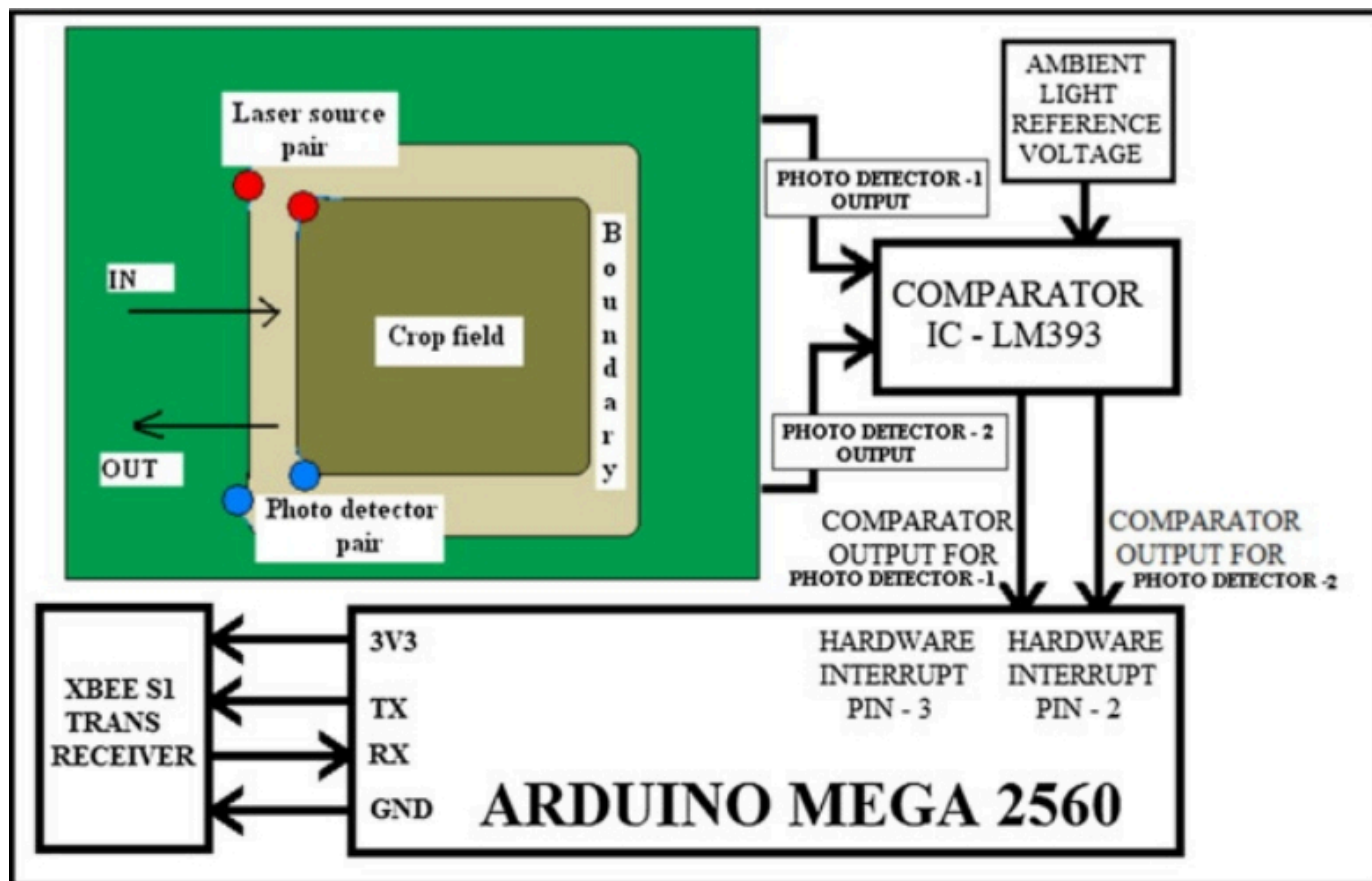 Laser source
pair
IN
OUT
Crop field
B
o
u
n
d
a
r
y
Photo detector
pair
PHOTO DETECTOR -1
OUTPUT
PHOTO DETECTOR - 2
OUTPUT
AMBIENT
LIGHT
REFERENCE
VOLTAGE
COMPARATOR
IC - LM393
COMPARATOR
OUTPUT FOR
PHOTO DETECTOR -1
COMPARATOR
OUTPUT FOR
PHOTO DETECTOR -2
XBEE S1
TRANS
RECEIVER
3V3
TX
RX
GND
HARDWARE
INTERRUPT
PIN - 3
HARDWARE
INTERRUPT
PIN - 2
ARDUINO MEGA 2560